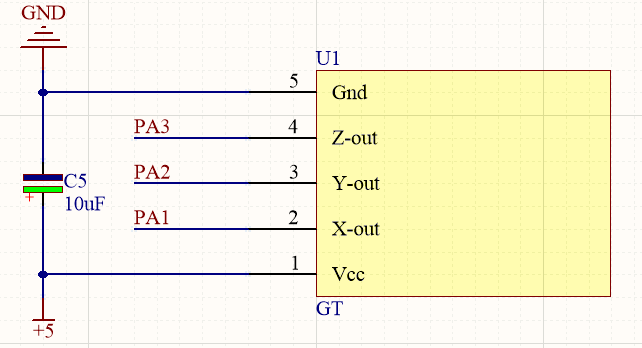 GND
U1
5 Gnd
PA3 4 Z-out
PA2 3 Y-out
+ C5
10uF
PA1 2 X-out
1 Vcc
GT
+5